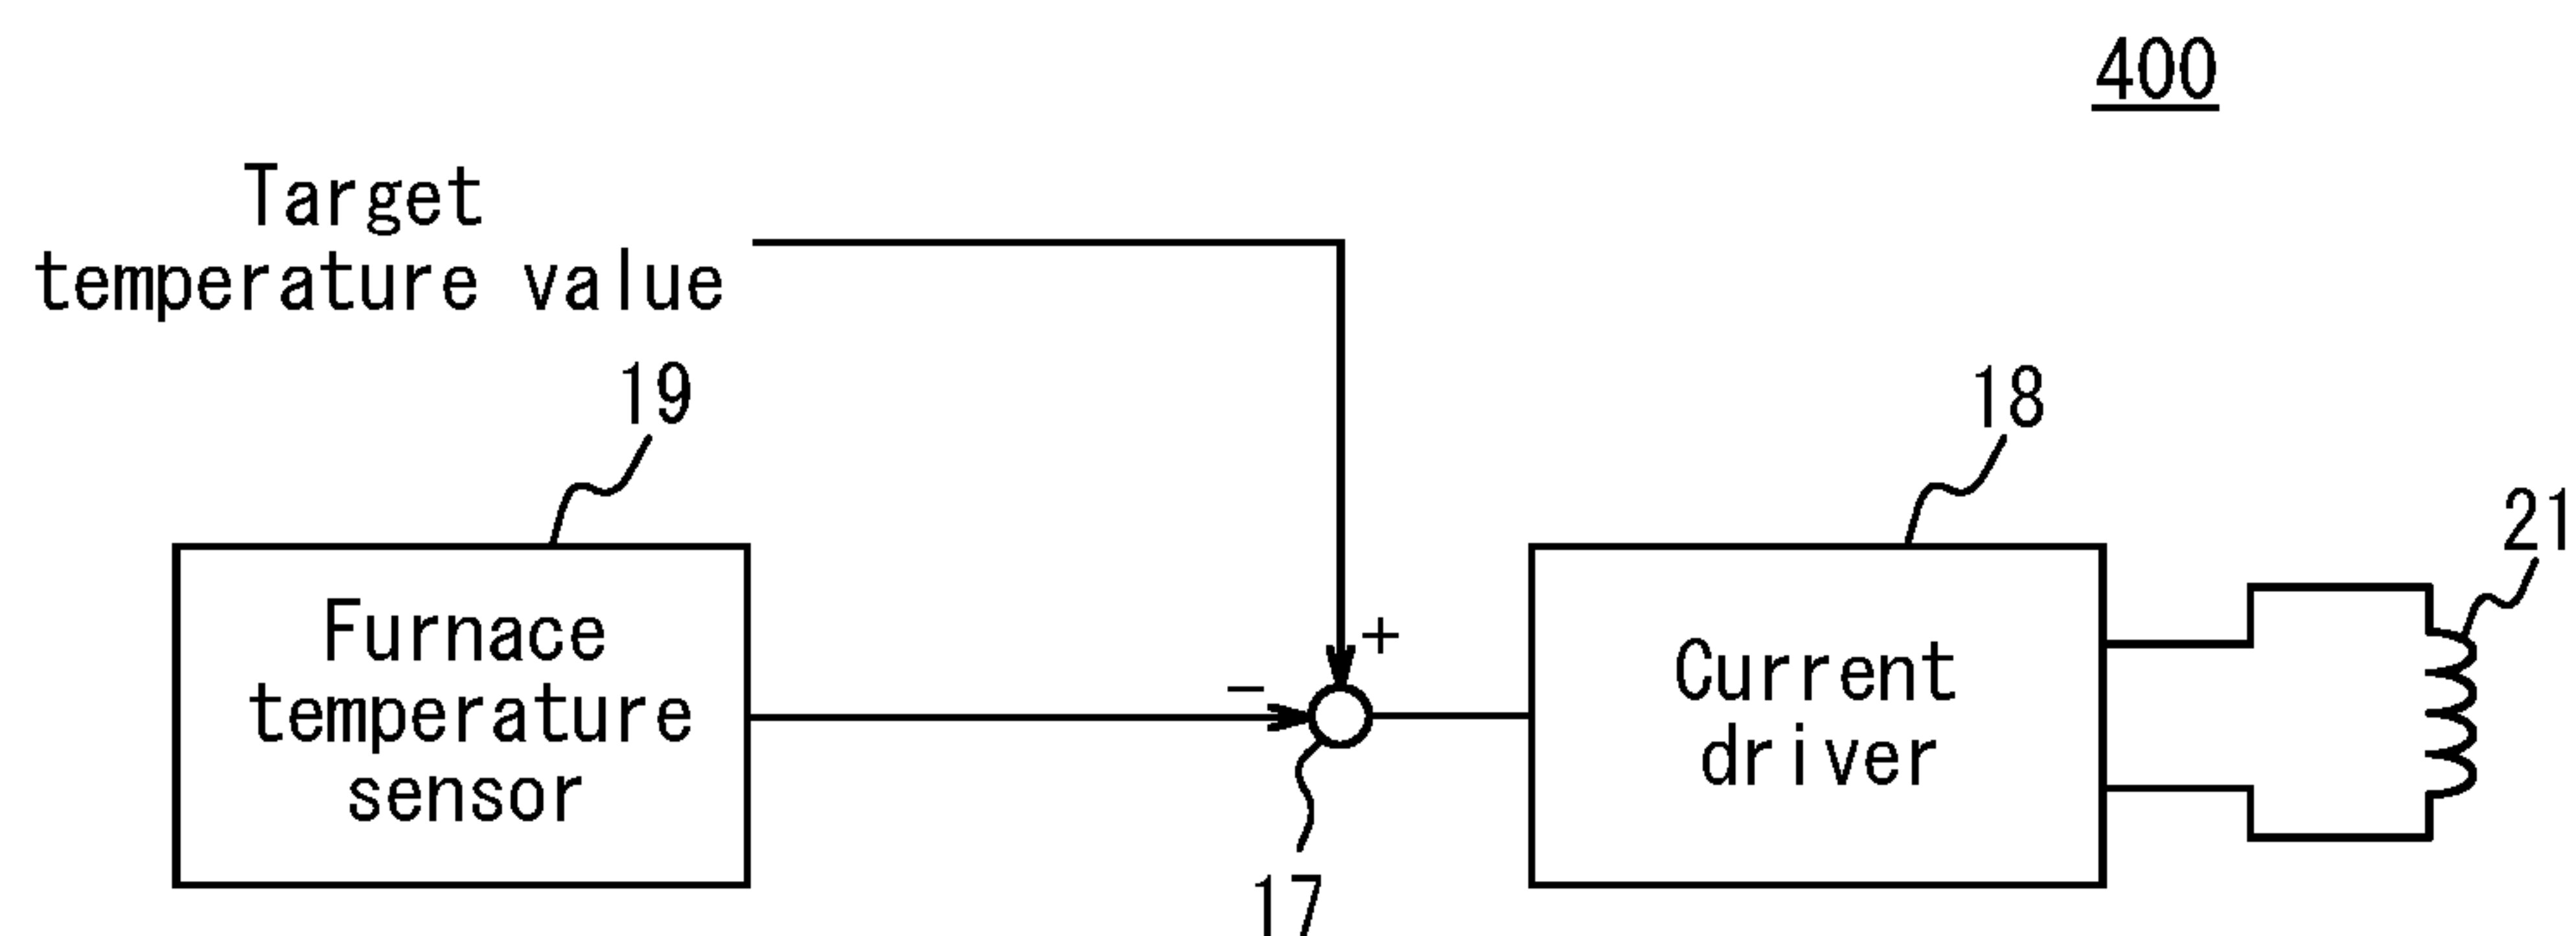 400
Target
temperature value
19
18
21
Furnace
temperature
sensor
+
−
Current
driver
17